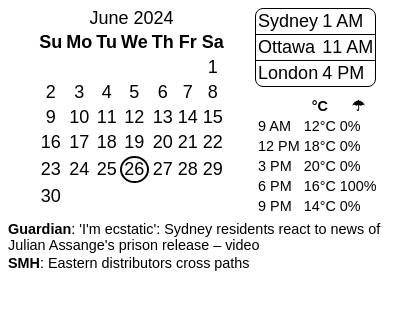 June 2024
Su Mo Tu We Th Fr Sa
1
2 3 4 5 6 7 8
9 10 11 12 13 14 15
16 17 18 19 20 21 22
23 24 25 26 27 28 29
30
Sydney 1 AM
Ottawa 11 AM
London 4 PM
°C ☂
9 AM 12°C 0%
12 PM 18°C 0%
3 PM 20°C 0%
6 PM 16°C 100%
9 PM 14°C 0%
Guardian: 'I'm ecstatic': Sydney residents react to news of
Julian Assange's prison release – video
SMH: Eastern distributors cross paths